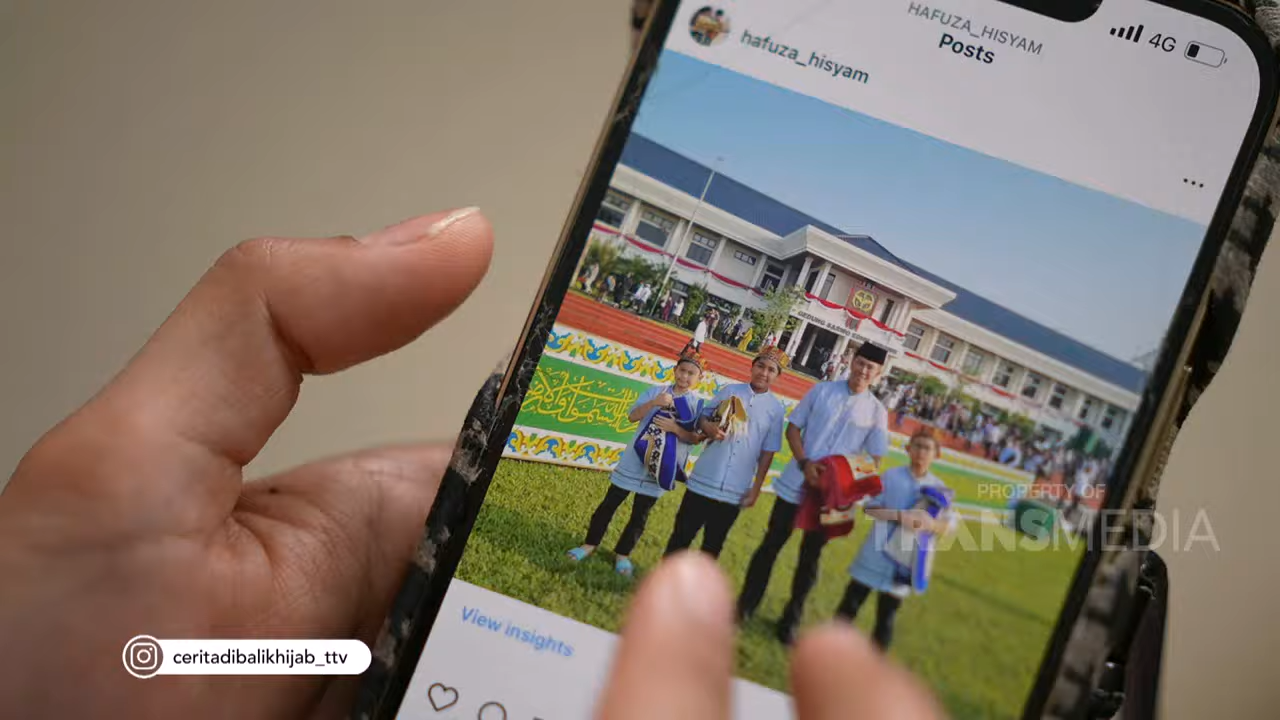 HAFUZA_HISYAM
Posts
4G
hafuza_hisyam
PROPERTY OF
TRANSMEDIA
View insights
ceritadibalikhijab_ttv